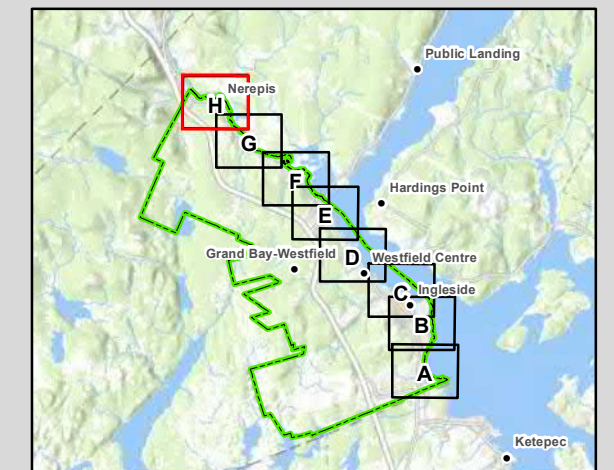 Public Landing
Nerepis
H
G
F
Hardings Point
E
Grand Bay-Westfield
D
Westfield Centre
C
Ingleside
B
A
Ketepec